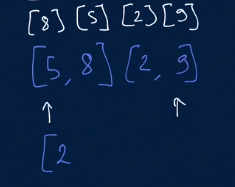 [8] [5] [2] [9]
[5, 8] [2, 9]
↑ ↑
[2